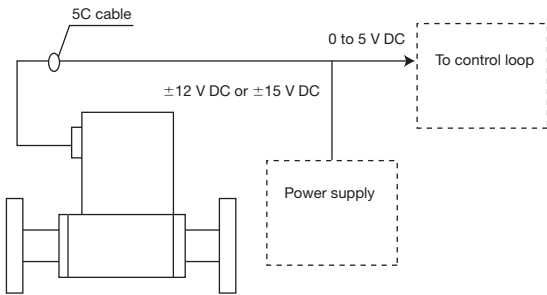 5C cable
0 to 5 V DC
To control loop
±12 V DC or ±15 V DC
Power supply